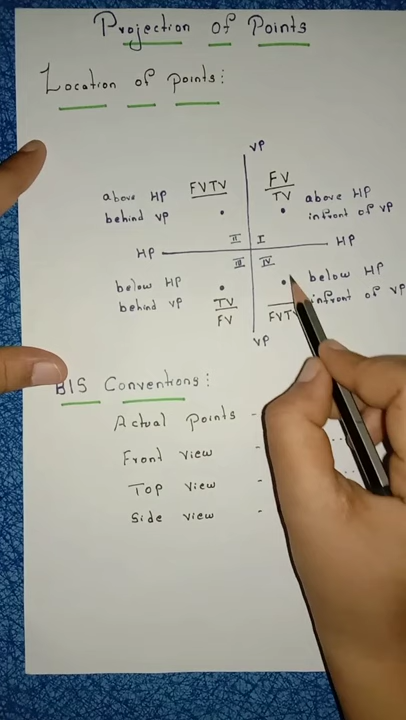 Projection of Points
Location of points:
VP
above HP
behind VP
FVTV
FV
TV
above HP
infront of VP
II I
HP
HP
III IV
below HP
behind VP
TV
FV
below HP
infront of VP
FVTV
VP
BIS Conventions:
Actual Points -
Front view -
Top view -
Side view -